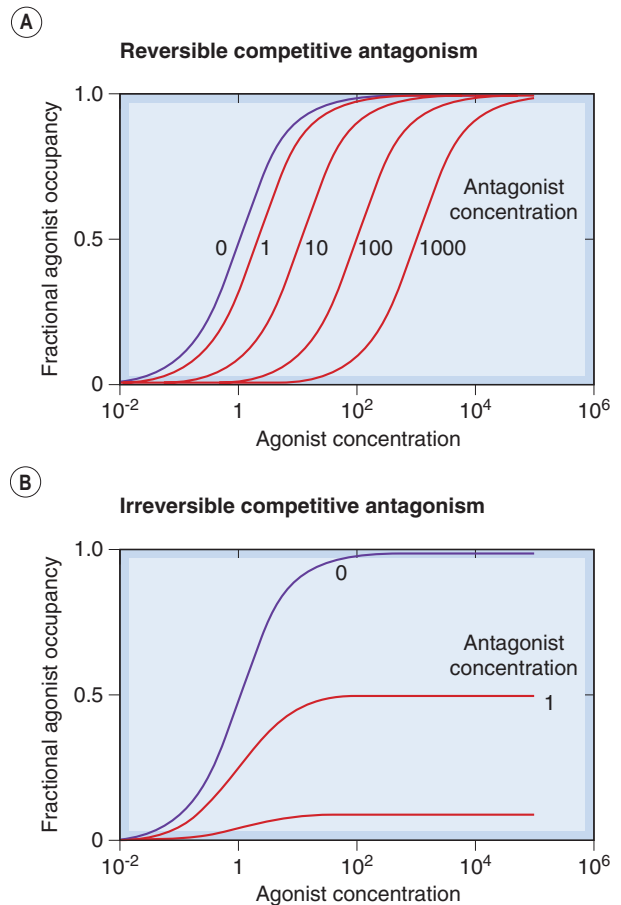 A
Reversible competitive antagonism
Fractional agonist occupancy
1.0
0.5
0
0 1 10 100 1000
Antagonist
concentration
10-2 1 10² 10⁴ 10⁶
Agonist concentration
B
Irreversible competitive antagonism
Fractional agonist occupancy
1.0
0.5
0
0
Antagonist
concentration
1
10-2 1 10² 10⁴ 10⁶
Agonist concentration